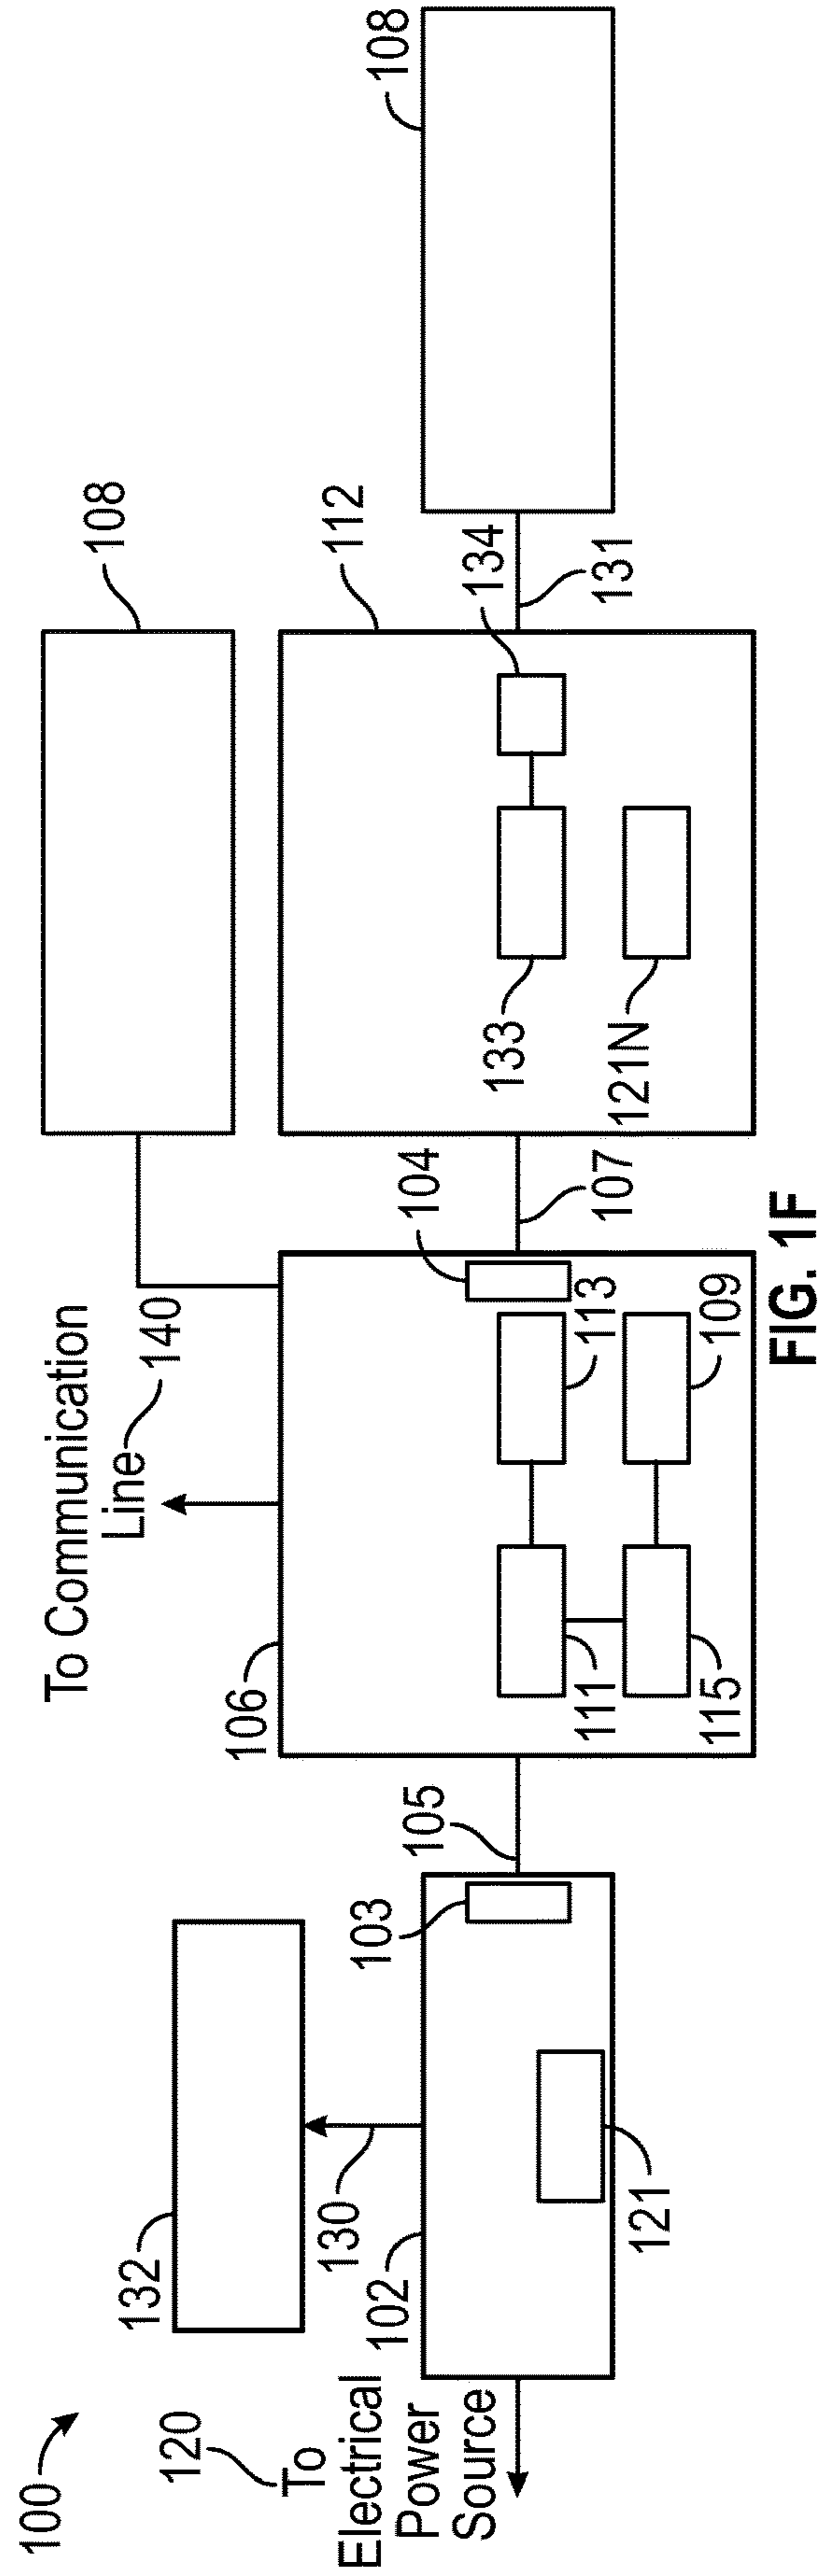 100
120
To
Electrical
Power
Source
132
130
102
121
103
105
To Communication
Line
140
106
111
115
113
109
104
107
108
112
133
121N
134
131
108
FIG. 1F